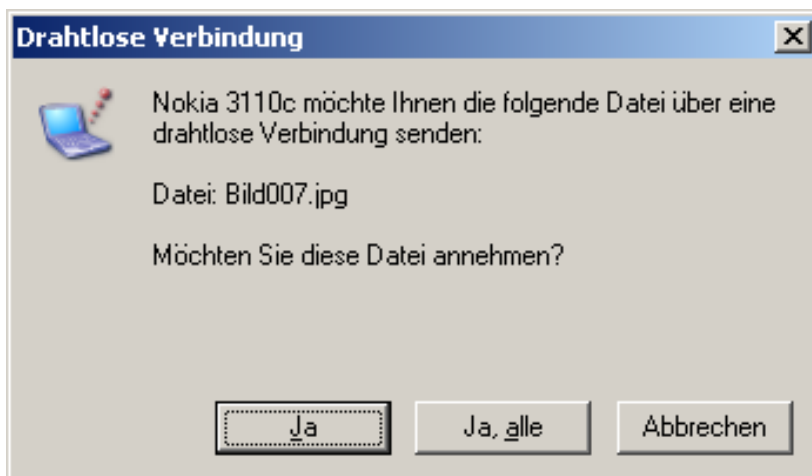 Drahtlose Verbindung
Nokia 3110c möchte Ihnen die folgende Datei über eine
drahtlose Verbindung senden:
Datei: Bild007.jpg
Möchten Sie diese Datei annehmen?
Ja
Ja, alle
Abbrechen